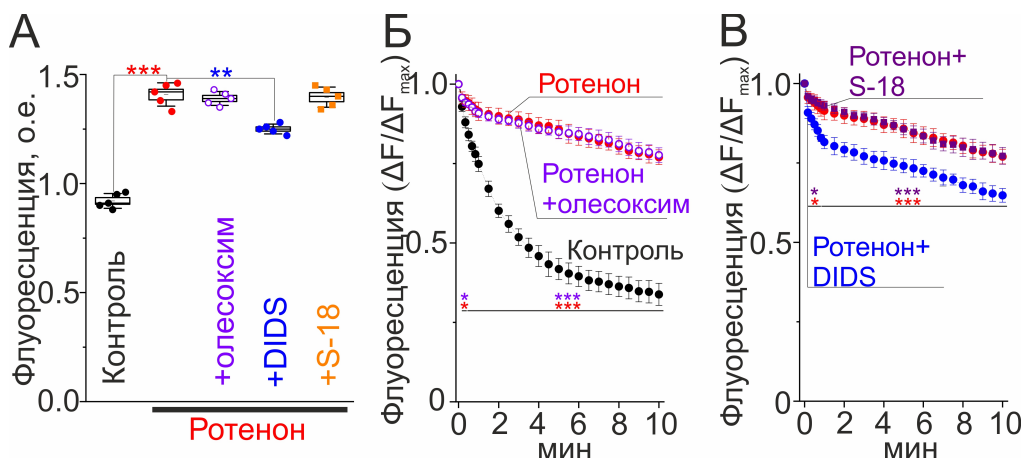 А
Флуоресценция, о.е.
1.5
1.2
1.5
0.0
***
**
Контроль
+олесоксим
+DIDS
+S-18
Ротенон
Б
Флуоресценция (ΔF/ΔFmax)
1.0
0.5
0
Ротенон
Ротенон
+олесоксим
Контроль
*
***
*
***
0 2 4 6 8 10
мин
В
Флуоресценция (ΔF/ΔFmax)
1.0
0.5
0
Ротенон+
S-18
*
***
*
***
Ротенон+
DIDS
0 2 4 6 8 10
мин